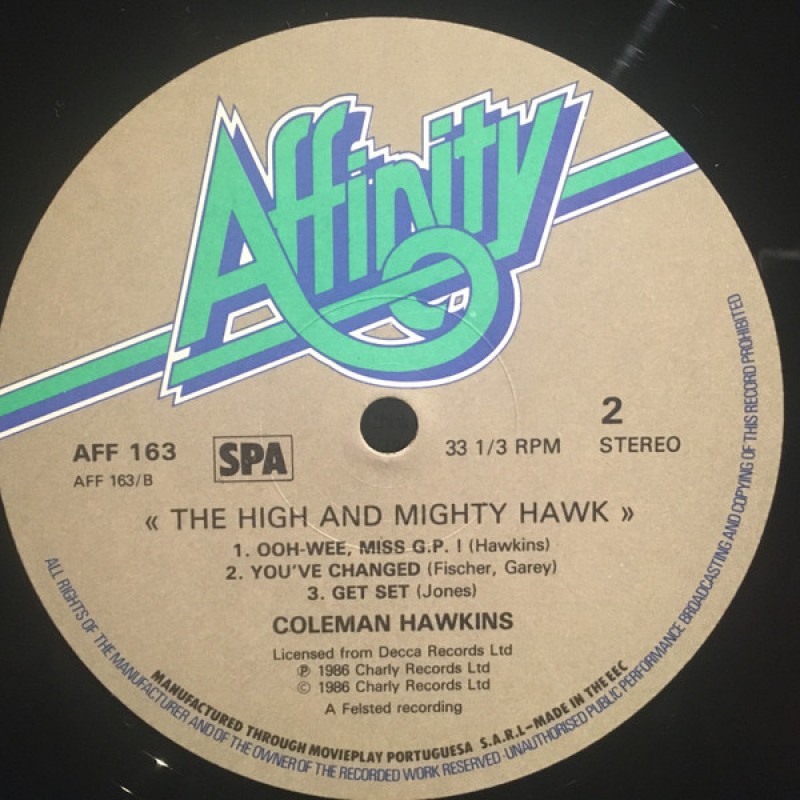 Affinity
AFF 163
AFF 163/B
SPA
33 1/3 RPM
2
STEREO
« THE HIGH AND MIGHTY HAWK »
1. OOH-WEE, MISS G.P. ! (Hawkins)
2. YOU'VE CHANGED (Fischer, Garey)
3. GET SET (Jones)
COLEMAN HAWKINS
Licensed from Decca Records Ltd
℗ 1986 Charly Records Ltd
© 1986 Charly Records Ltd
A Felsted recording
MANUFACTURED THROUGH MOVIEPLAY PORTUGUESA S.A.R.L-MADE IN THE EEC
ALL RIGHTS OF THE MANUFACTURER AND OF THE OWNER OF THE RECORDED WORK RESERVED · UNAUTHORISED PUBLIC PERFORMANCE BROADCASTING AND COPYING OF THIS RECORD PROHIBITED